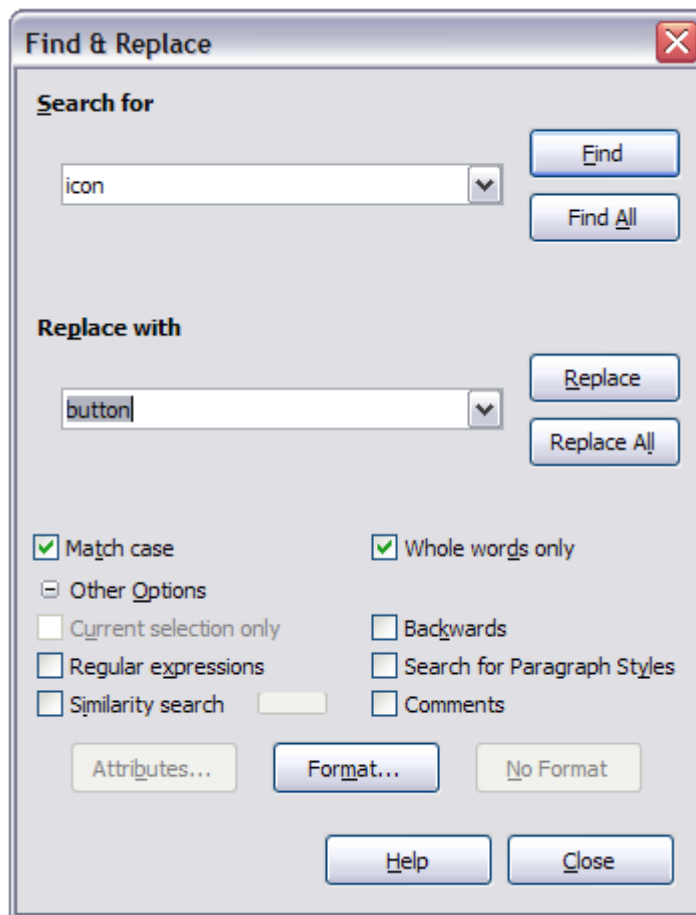 Find & Replace
Search for
icon
Find
Find All
Replace with
button
Replace
Replace All
Match case
Whole words only
Other Options
Current selection only
Backwards
Regular expressions
Search for Paragraph Styles
Similarity search
Comments
Attributes...
Format...
No Format
Help
Close